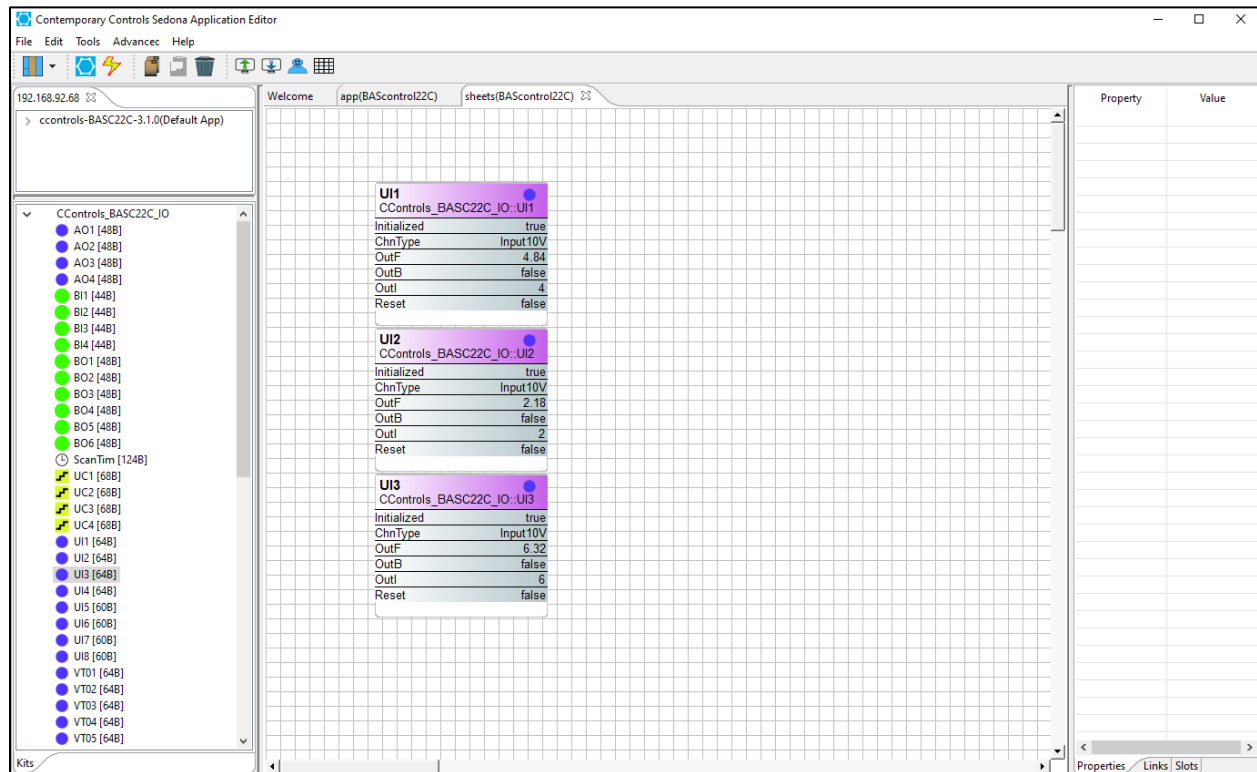 Contemporary Controls Sedona Application Editor
File Edit Tools Advancec Help
192.168.92.68
ccontrols-BASC22C-3.1.0(Default App)
CControls_BASC22C_IO
AO1 [48B]
AO2 [48B]
AO3 [48B]
AO4 [48B]
BI1 [44B]
BI2 [44B]
BI3 [44B]
BI4 [44B]
BO1 [48B]
BO2 [48B]
BO3 [48B]
BO4 [48B]
BO5 [48B]
BO6 [48B]
ScanTim [124B]
UC1 [68B]
UC2 [68B]
UC3 [68B]
UC4 [68B]
UI1 [64B]
UI2 [64B]
UI3 [64B]
UI4 [64B]
UI5 [60B]
UI6 [60B]
UI7 [60B]
UI8 [60B]
VT01 [64B]
VT02 [64B]
VT03 [64B]
VT04 [64B]
VT05 [64B]
Kits
Welcome app(BAScontrol22C) sheets(BAScontrol22C)
UI1
CControls_BASC22C_IO::UI1
Initialized true
ChnType Input10V
OutF 4.84
OutB false
OutI 4
Reset false
UI2
CControls_BASC22C_IO::UI2
Initialized true
ChnType Input10V
OutF 2.18
OutB false
OutI 2
Reset false
UI3
CControls_BASC22C_IO::UI3
Initialized true
ChnType Input10V
OutF 6.32
OutB false
OutI 6
Reset false
Property Value
Properties Links Slots